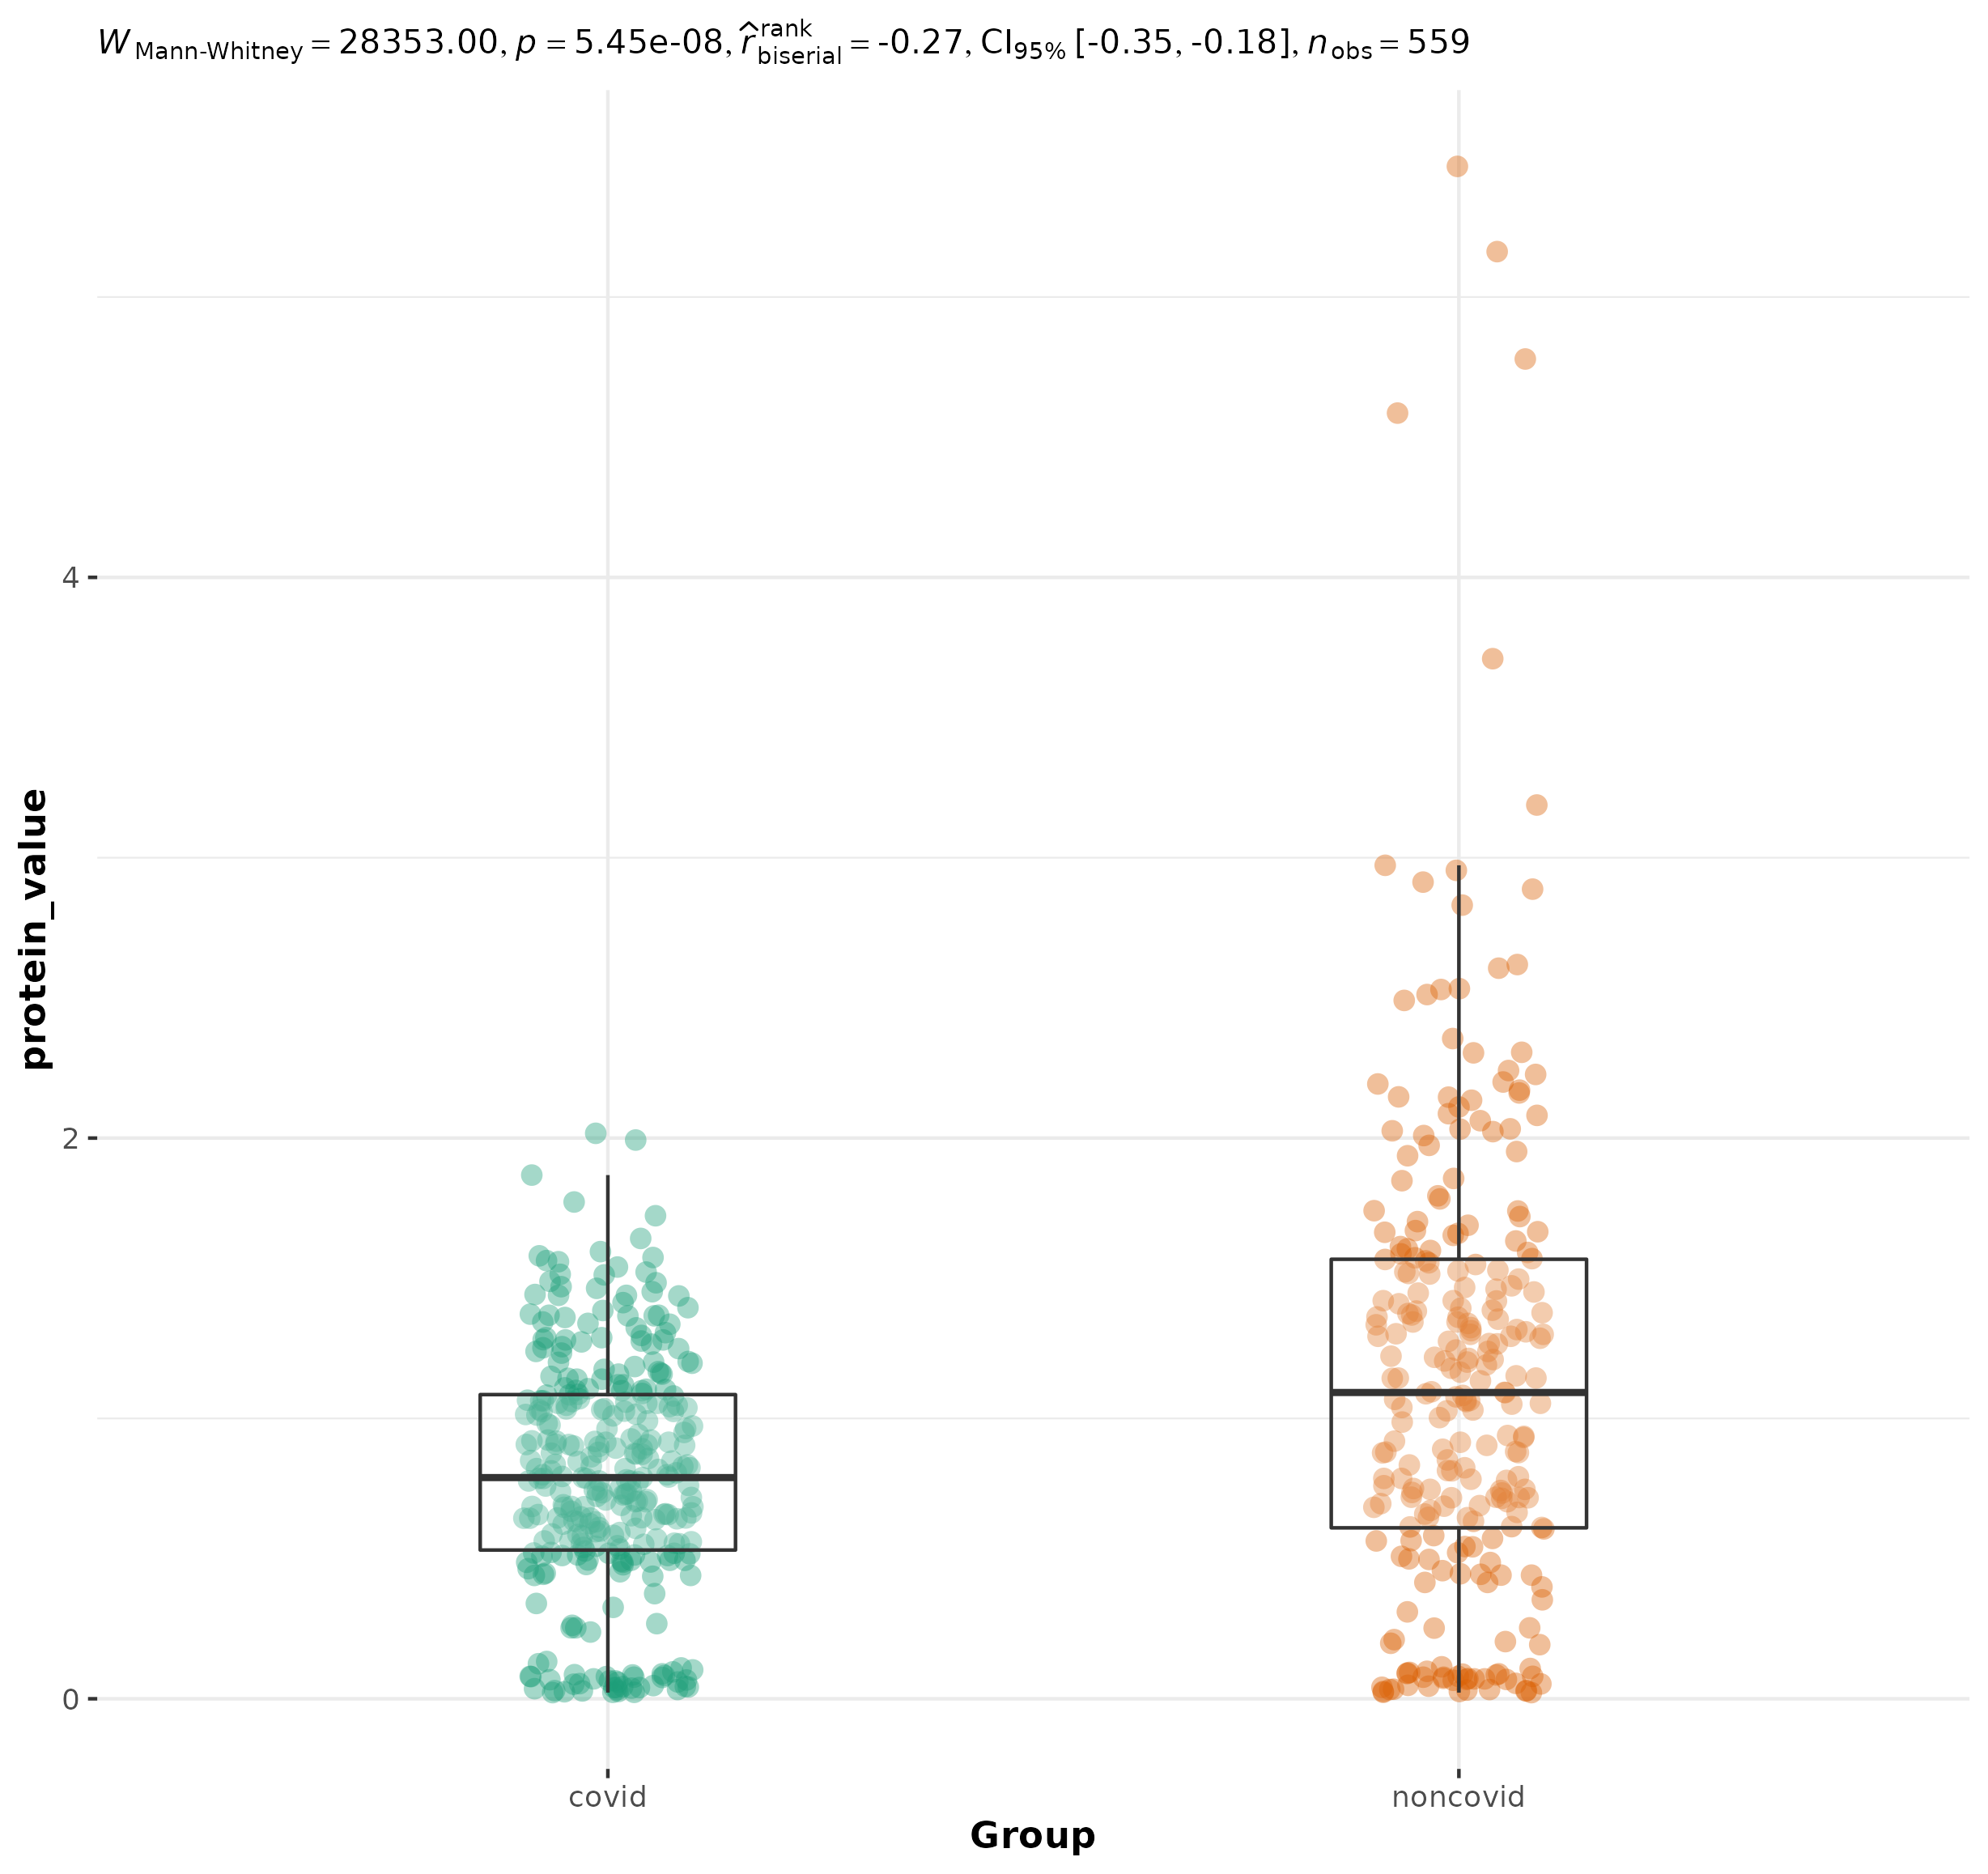 W Mann-Whitney = 28353.00, p = 5.45e-08, r̂ rank biserial = -0.27, CI95% [-0.35, -0.18], n obs = 559
protein_value
4
2
0
covid noncovid
Group